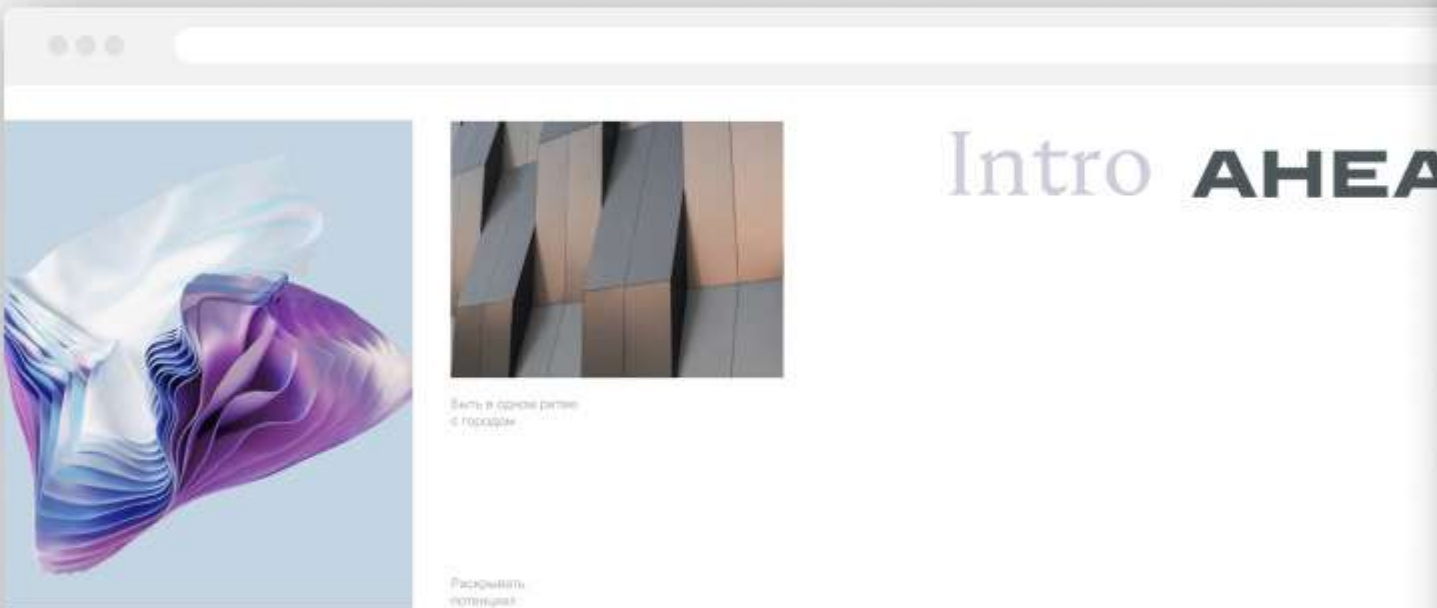 Intro AHEA
Быть в одном ритме
с городом
Раскрывать
потенциал